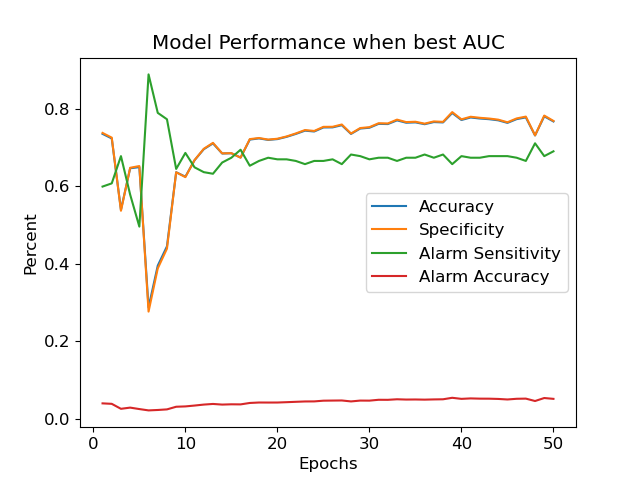 Model Performance when best AUC
Percent
0.8
0.6
0.4
0.2
0.0
Accuracy
Specificity
Alarm Sensitivity
Alarm Accuracy
0
10
20
30
40
50
Epochs